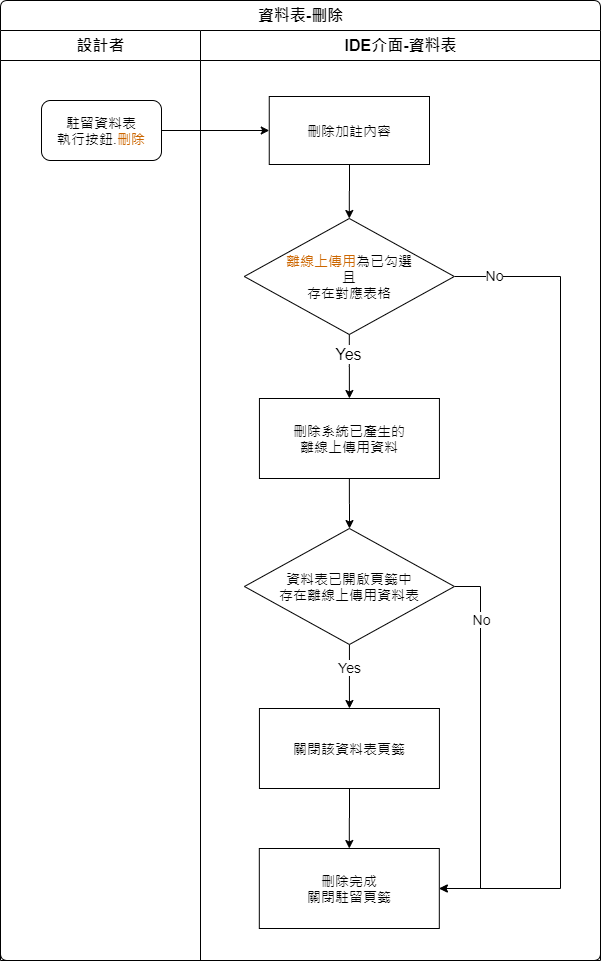 資料表-刪除
設計者
IDE介面-資料表
駐留資料表
執行按鈕.刪除
刪除加註內容
離線上傳用為已勾選
且
存在對應表格
No
Yes
刪除系統已產生的
離線上傳用資料
資料表已開啟頁籤中
存在離線上傳用資料表
No
Yes
關閉該資料表頁籤
刪除完成
關閉駐留頁籤